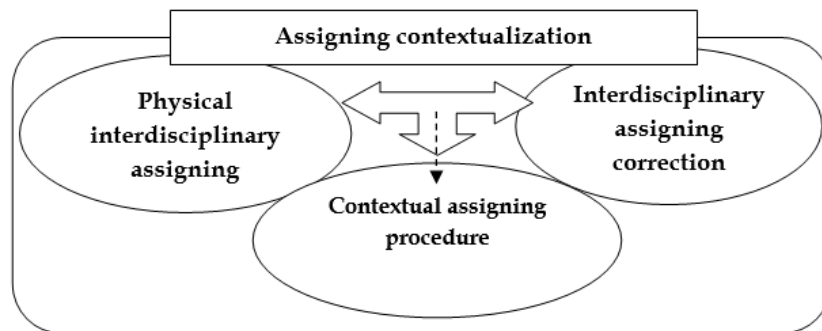 Assigning contextualization
Physical
interdisciplinary
assigning
Interdisciplinary
assigning
correction
Contextual assigning
procedure